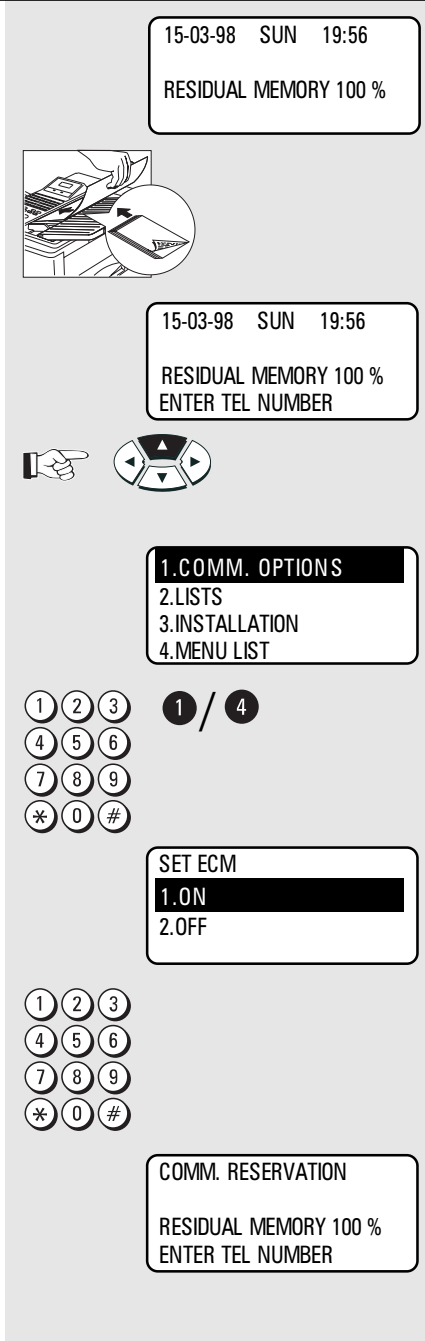 15-03-98 SUN 19:56
RESIDUAL MEMORY 100 %
15-03-98 SUN 19:56
RESIDUAL MEMORY 100 %
ENTER TEL NUMBER
1.COMM. OPTIONS
2.LISTS
3.INSTALLATION
4.MENU LIST
1 2 3 1 / 4
4 5 6
7 8 9
* 0 #
SET ECM
1.ON
2.OFF
1 2 3
4 5 6
7 8 9
* 0 #
COMM. RESERVATION
RESIDUAL MEMORY 100 %
ENTER TEL NUMBER